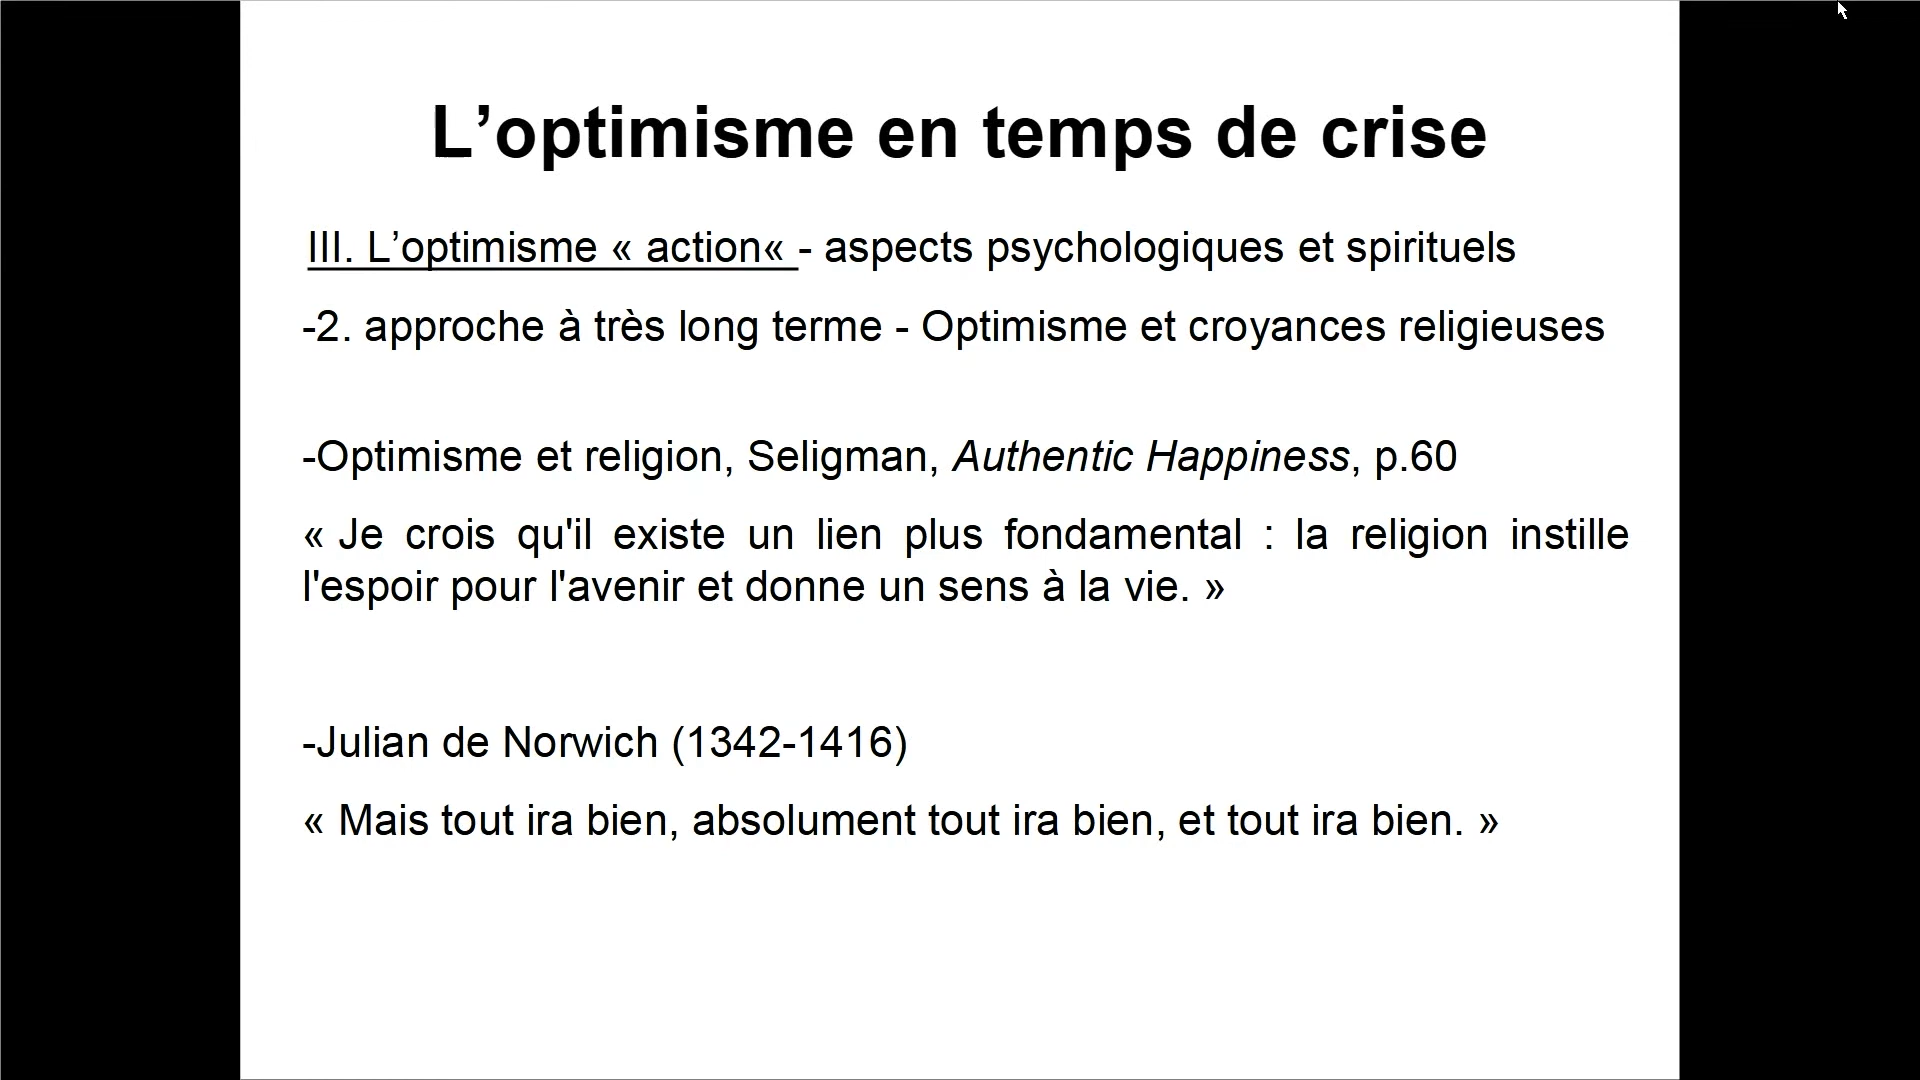 L’optimisme en temps de crise
III. L’optimisme « action« - aspects psychologiques et spirituels
-2. approche à très long terme - Optimisme et croyances religieuses
-Optimisme et religion, Seligman, Authentic Happiness, p.60
« Je crois qu'il existe un lien plus fondamental : la religion instille
l'espoir pour l'avenir et donne un sens à la vie. »
-Julian de Norwich (1342-1416)
« Mais tout ira bien, absolument tout ira bien, et tout ira bien. »